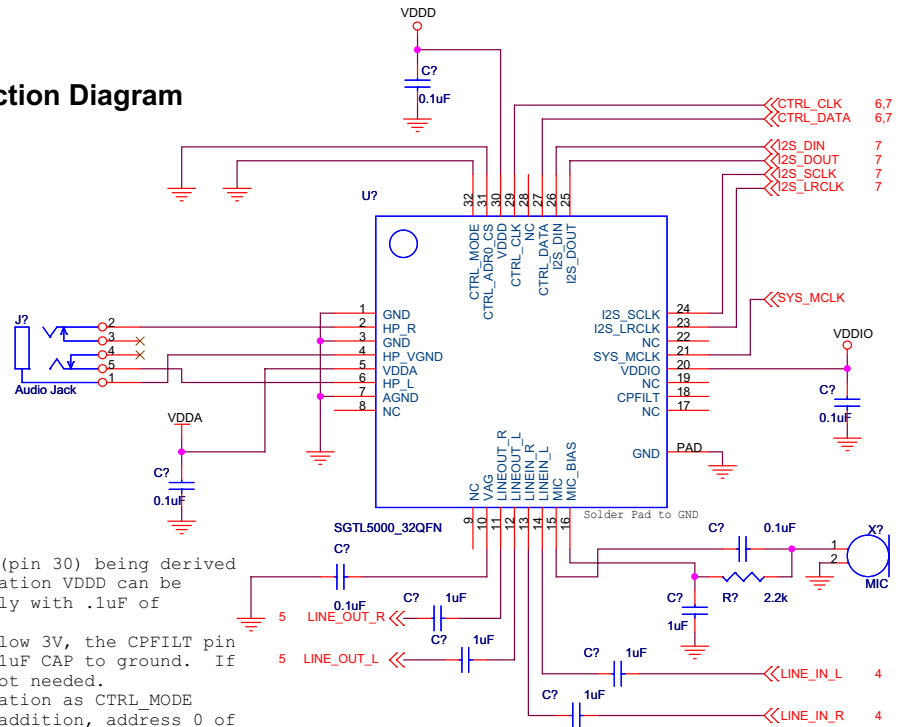 VDDD
C?
0.1uF
ction Diagram
CTRL_CLK 6,7
CTRL_DATA 6,7
I2S_DIN 7
I2S_DOUT 7
I2S_SCLK 7
I2S_LRCLK 7
U?
32 31 30 29 28 27 26 25
CTRL_MODE
CTRL_ADR0_CS
VDDD
CTRL_CLK
NC
CTRL_DATA
I2S_DIN
I2S_DOUT
1 GND
2 HP_R
3 GND
4 HP_VGND
5 VDDA
6 HP_L
7 AGND
8 NC
I2S_SCLK 24
I2S_LRCLK 23
NC 22
SYS_MCLK 21
VDDIO 20
NC 19
CPFILT 18
NC 17
GND PAD
SYS_MCLK
VDDIO
C?
0.1uF
J?
2
3
4
5
1
Audio Jack
VDDA
C?
0.1uF
NC
VAG
LINEOUT_R
LINEOUT_L
LINEIN_R
LINEIN_L
MIC
MIC_BIAS
9 10 11 12 13 14 15 16
Solder Pad to GND
SGTL5000_32QFN
C?
0.1uF
C? 0.1uF
X?
1
2
MIC
R? 2.2k
C?
1uF
5 LINE_OUT_R
C? 1uF
5 LINE_OUT_L
C? 1uF
C? 1uF
LINE_IN_L 4
C? 1uF
LINE_IN_R 4
(pin 30) being derived
ation VDDD can be
ly with .1uF of
low 3V, the CPFILT pin
1uF CAP to ground. If
ot needed.
ation as CTRL_MODE
addition, address 0 of